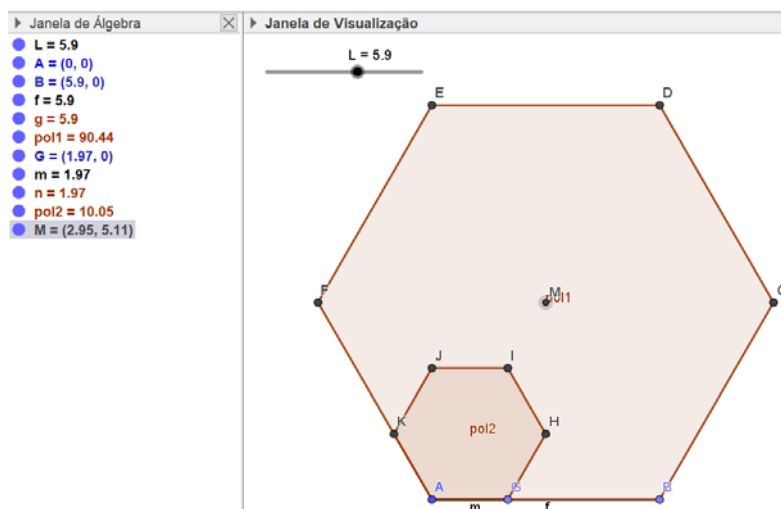 Janela de Álgebra
L = 5.9
A = (0, 0)
B = (5.9, 0)
f = 5.9
g = 5.9
pol1 = 90.44
G = (1.97, 0)
m = 1.97
n = 1.97
pol2 = 10.05
M = (2.95, 5.11)
Janela de Visualização
L = 5.9
E D
F M pol1 C
J I
K pol2 H
A G B
m f